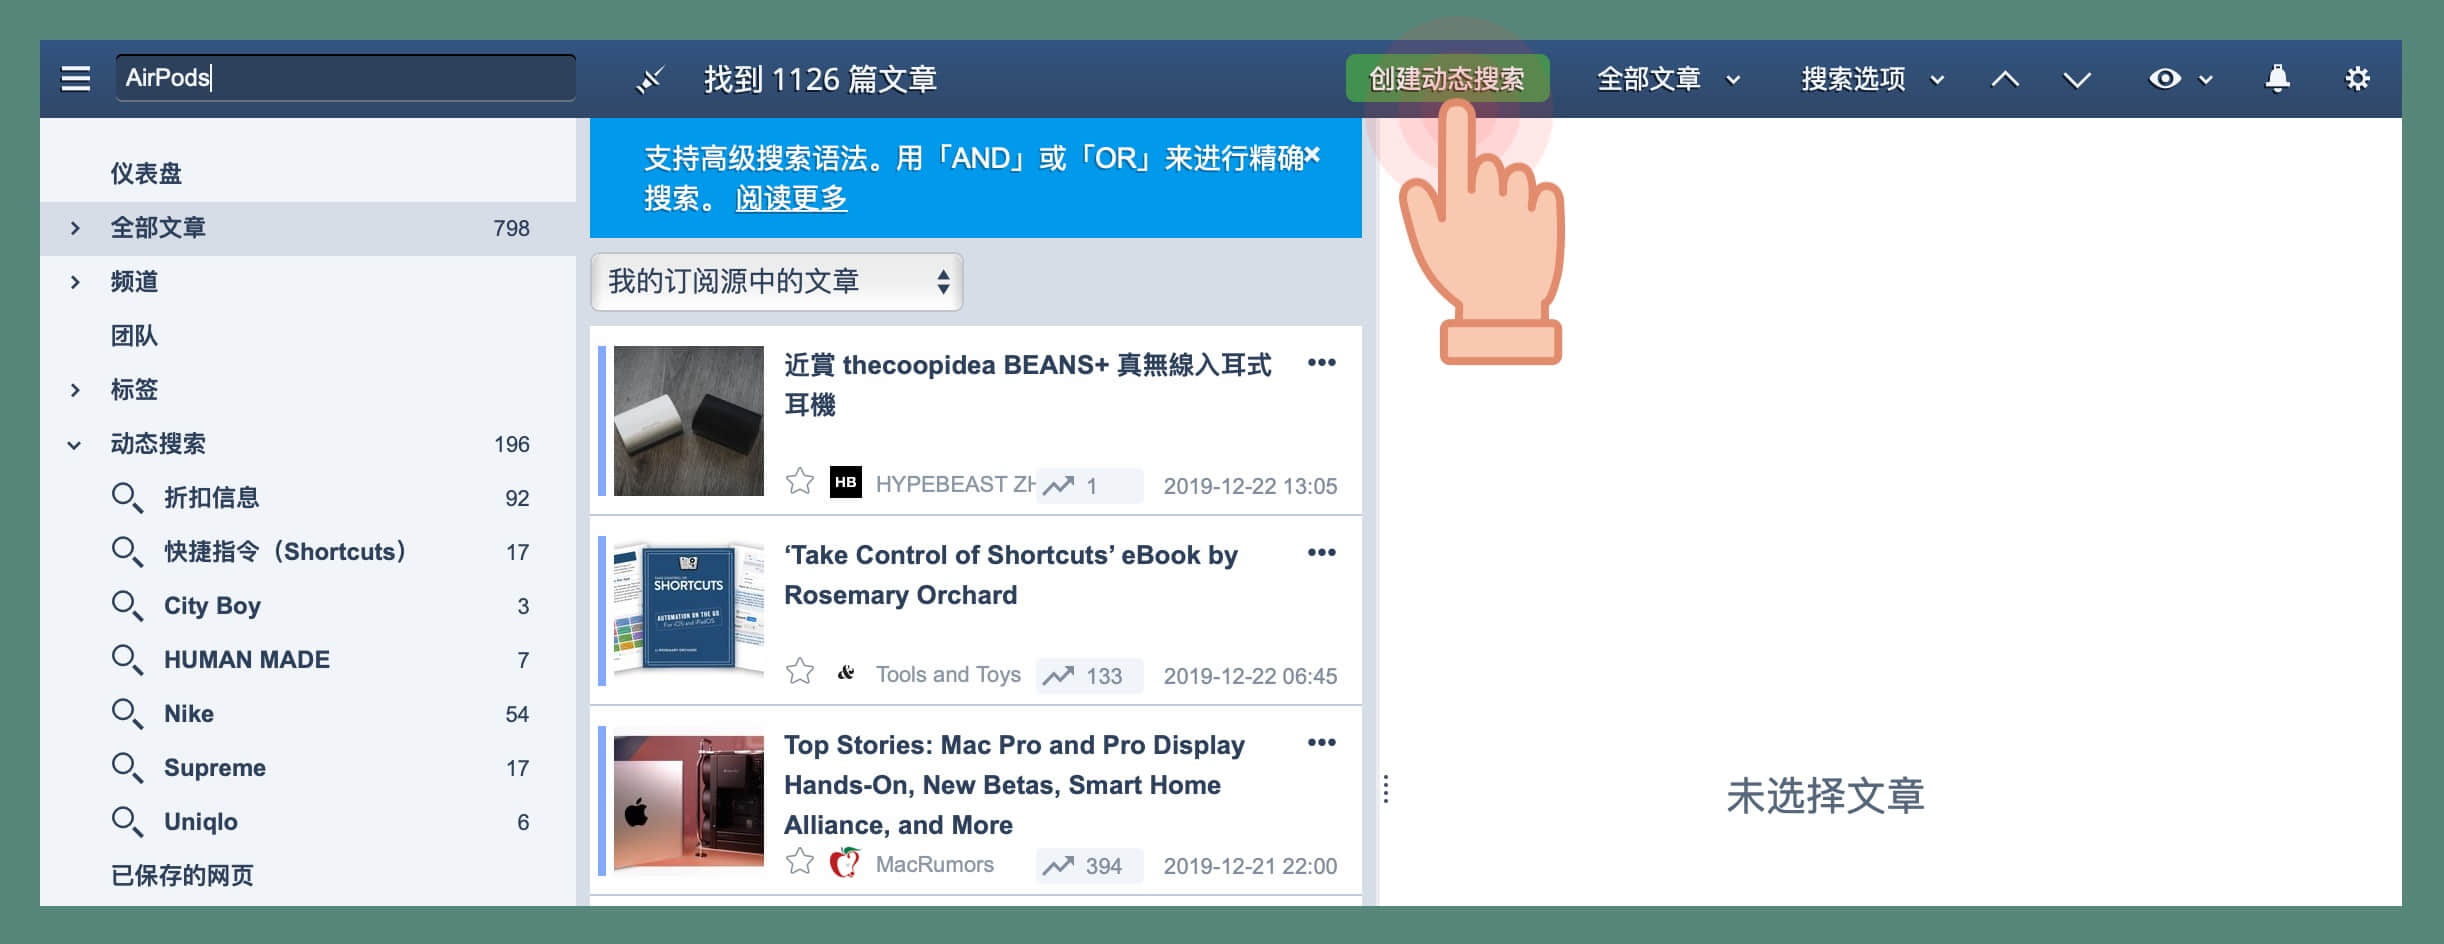 AirPods
找到 1126 篇文章
创建动态搜索
全部文章
搜索选项
仪表盘
全部文章 798
频道
团队
标签
动态搜索 196
折扣信息 92
快捷指令（Shortcuts） 17
City Boy 3
HUMAN MADE 7
Nike 54
Supreme 17
Uniqlo 6
已保存的网页
支持高级搜索语法。用「AND」或「OR」来进行精确
搜索。 阅读更多
我的订阅源中的文章
近賞 thecoopidea BEANS+ 真無線入耳式
耳機
HB HYPEBEAST ZH 1 2019-12-22 13:05
SHORTCUTS
AUTOMATION ON THE GO
For iOS and iPadOS
‘Take Control of Shortcuts’ eBook by
Rosemary Orchard
& Tools and Toys 133 2019-12-22 06:45
Top Stories: Mac Pro and Pro Display
Hands-On, New Betas, Smart Home
Alliance, and More
MacRumors 394 2019-12-21 22:00
未选择文章